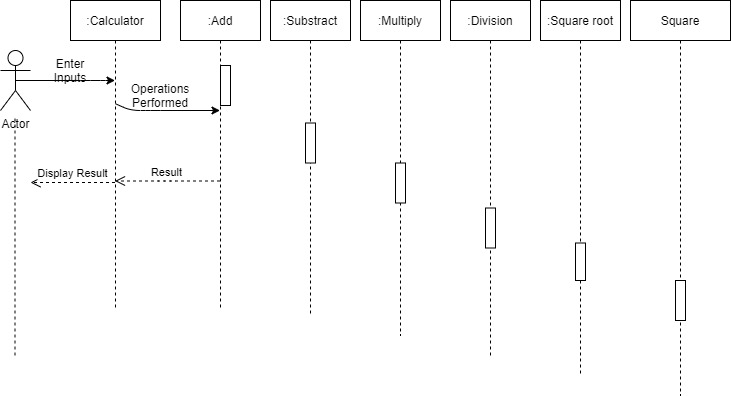 :Calculator
:Add
:Substract
:Multiply
:Division
:Square root
Square
Enter
Inputs
Operations
Performed
Actor
Display Result
Result